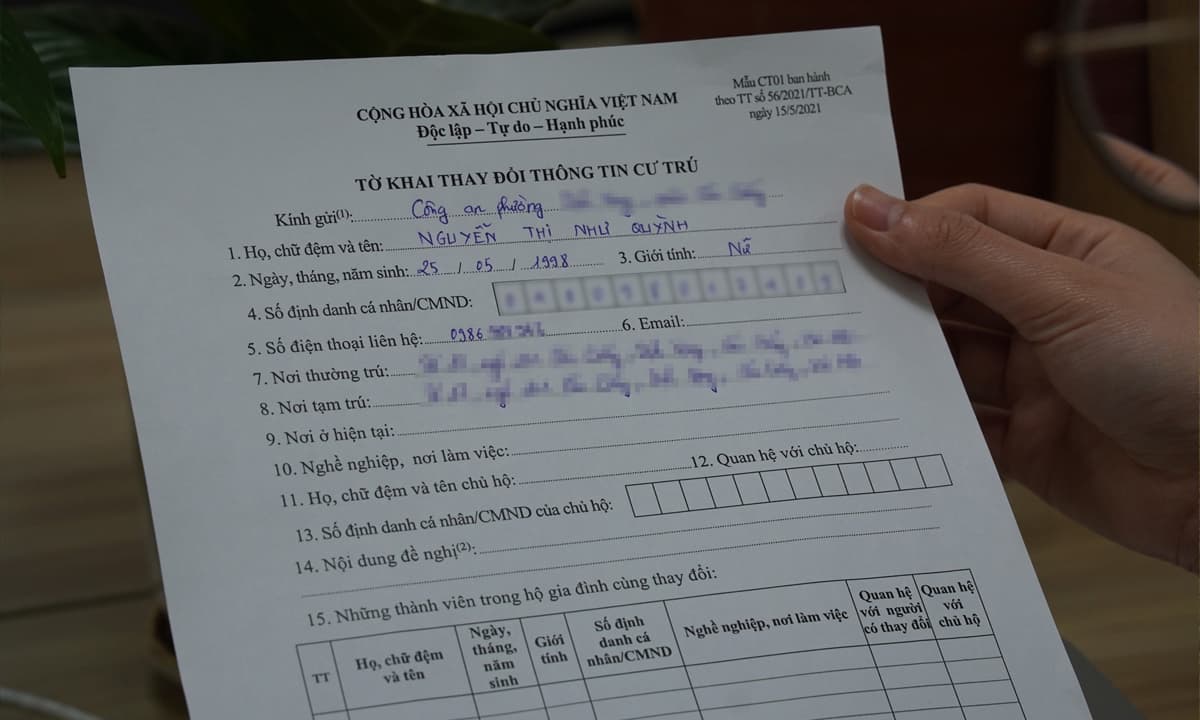 CỘNG HÒA XÃ HỘI CHỦ NGHĨA VIỆT NAM
Độc lập – Tự do – Hạnh phúc
Mẫu CT01 ban hành
theo TT số 56/2021/TT-BCA
ngày 15/5/2021
TỜ KHAI THAY ĐỔI THÔNG TIN CƯ TRÚ
Kính gửi(1): Công an phường
1. Họ, chữ đệm và tên: NGUYỄN THỊ NHƯ QUỲNH
2. Ngày, tháng, năm sinh: 25 / 05 / 1998 3. Giới tính: Nữ
4. Số định danh cá nhân/CMND:
5. Số điện thoại liên hệ: 0986 6. Email:
7. Nơi thường trú:
8. Nơi tạm trú:
9. Nơi ở hiện tại:
10. Nghề nghiệp, nơi làm việc:
11. Họ, chữ đệm và tên chủ hộ: 12. Quan hệ với chủ hộ:
13. Số định danh cá nhân/CMND của chủ hộ:
14. Nội dung đề nghị(2):
15. Những thành viên trong hộ gia đình cùng thay đổi:
TT
Họ, chữ đệm
và tên
Ngày,
tháng,
năm
sinh
Giới
tính
Số định
danh cá
nhân/CMND
Nghề nghiệp, nơi làm việc
Quan hệ
với người
có thay đổi
Quan hệ
với
chủ hộ